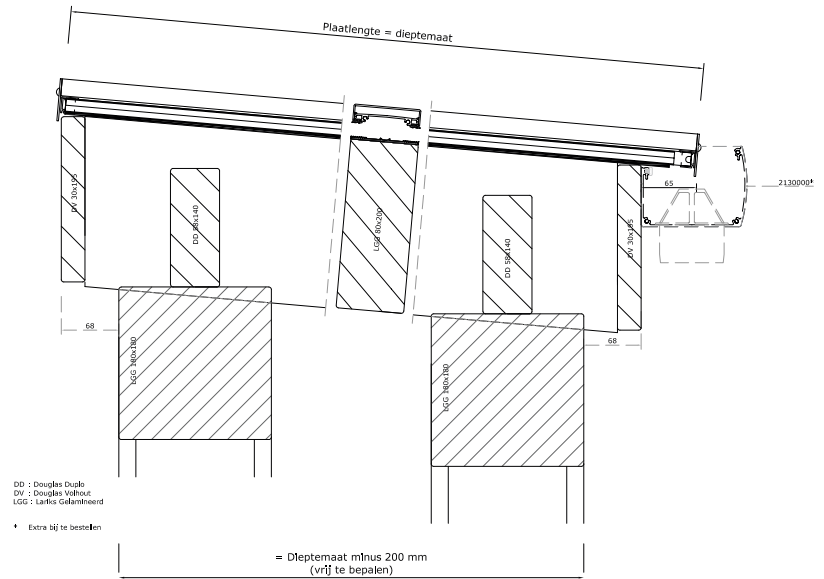 Plaatlengte = dieptemaat
DV 30x195
DD 58x140
LGG 80x200
DD 58x140
DV 30x195
65
2130000*
68
68
LGG 180x180
LGG 180x180
DD : Douglas Duplo
DV : Douglas Volhout
LGG : Lariks Gelamineerd
* Extra bij te bestellen
= Dieptemaat minus 200 mm
(vrij te bepalen)